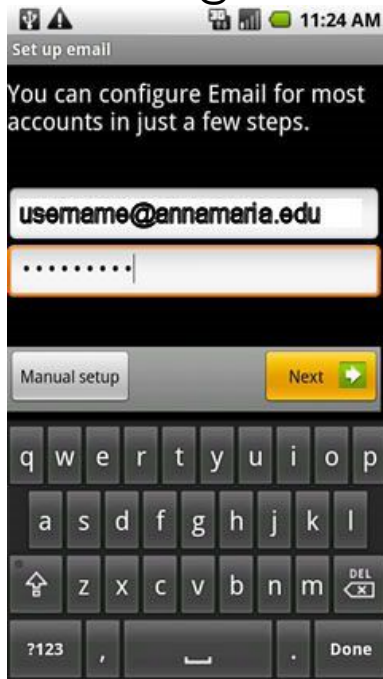 11:24 AM
Set up email
You can configure Email for most
accounts in just a few steps.
username@annamaria.edu
•••••••••
Manual setup
Next
q w e r t y u i o p
a s d f g h j k l
z x c v b n m DEL
?123 , . Done